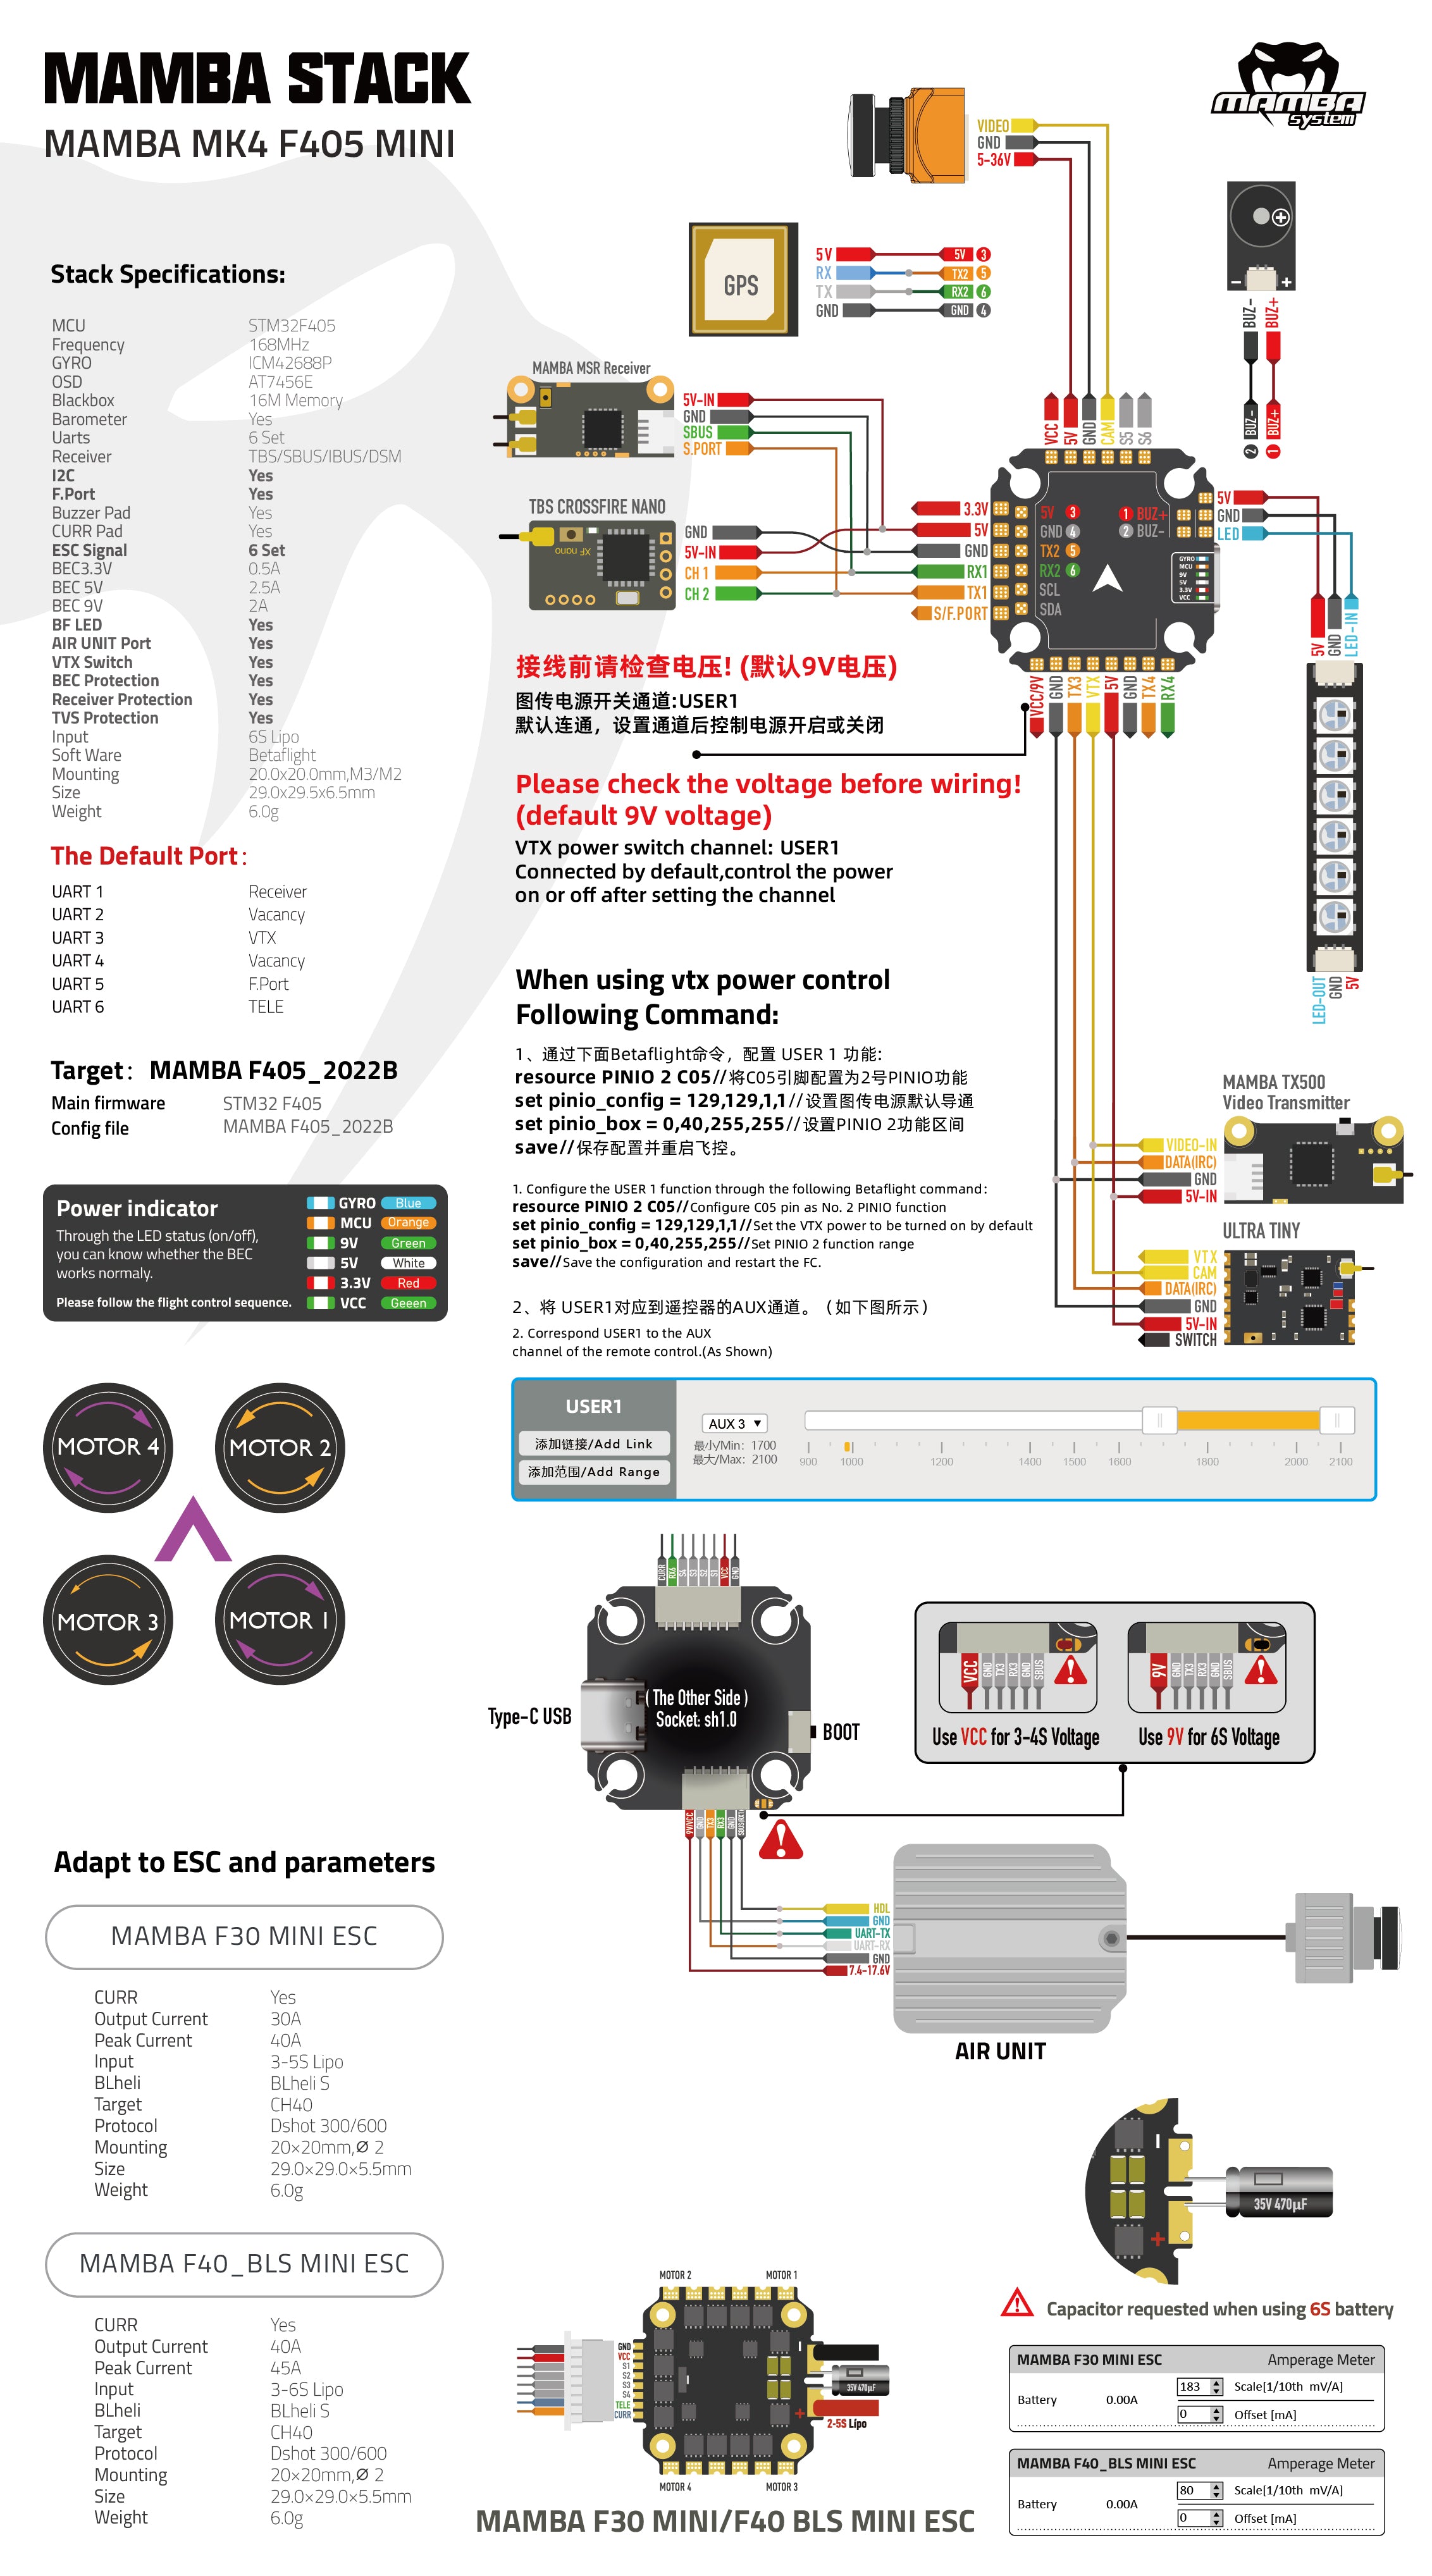 MAMBA STACK
MAMBA MK4 F405 MINI
MAMBA
system
Stack Specifications:
MCU STM32F405
Frequency 168MHz
GYRO ICM42688P
OSD AT7456E
Blackbox 16M Memory
Barometer Yes
Uarts 6 Set
Receiver TBS/SBUS/IBUS/DSM
I2C Yes
F.Port Yes
Buzzer Pad Yes
CURR Pad Yes
ESC Signal 6 Set
BEC3.3V 0.5A
BEC 5V 2.5A
BEC 9V 2A
BF LED Yes
AIR UNIT Port Yes
VTX Switch Yes
BEC Protection Yes
Receiver Protection Yes
TVS Protection Yes
Input 6S Lipo
Soft Ware Betaflight
Mounting 20.0x20.0mm,M3/M2
Size 29.0x29.5x6.5mm
Weight 6.0g
The Default Port:
UART 1 Receiver
UART 2 Vacancy
UART 3 VTX
UART 4 Vacancy
UART 5 F.Port
UART 6 TELE
Target: MAMBA F405_2022B
Main firmware STM32 F405
Config file MAMBA F405_2022B
Power indicator
Through the LED status (on/off),
you can know whether the BEC
works normaly.
Please follow the flight control sequence.
GYRO Blue
MCU Orange
9V Green
5V White
3.3V Red
VCC Geeen
MOTOR 4
MOTOR 2
MOTOR 3
MOTOR 1
VIDEO
GND
5-36V
GPS
5V 5V 3
RX TX2 5
TX RX2 6
GND GND 4
BUZ-
BUZ+
BUZ-
BUZ+
2
1
MAMBA MSR Receiver
5V-IN
GND
SBUS
S.PORT
TBS CROSSFIRE NANO
XF nano
GND
5V-IN
CH 1
CH 2
VCC
5V
GND
CAM
S5
S6
3.3V
5V
GND
RX1
TX1
S/F.PORT
5V 3
GND 4
TX2 5
RX2 6
SCL
SDA
1 BUZ+
2 BUZ-
GYRO
MCU
9V
5V
3.3V
VCC
5V
GND
LED
5V
GND
LED-IN
LED-OUT
GND
5V
VCC/9V
GND
TX3
VTX
5V
GND
TX4
RX4
接线前请检查电压! (默认9V电压)
图传电源开关通道:USER1
默认连通，设置通道后控制电源开启或关闭
Please check the voltage before wiring!
(default 9V voltage)
VTX power switch channel: USER1
Connected by default,control the power
on or off after setting the channel
When using vtx power control
Following Command:
1、通过下面Betaflight命令，配置 USER 1 功能:
resource PINIO 2 C05//将C05引脚配置为2号PINIO功能
set pinio_config = 129,129,1,1//设置图传电源默认导通
set pinio_box = 0,40,255,255//设置PINIO 2功能区间
save//保存配置并重启飞控。
1. Configure the USER 1 function through the following Betaflight command:
resource PINIO 2 C05//Configure C05 pin as No. 2 PINIO function
set pinio_config = 129,129,1,1//Set the VTX power to be turned on by default
set pinio_box = 0,40,255,255//Set PINIO 2 function range
save//Save the configuration and restart the FC.
2、将 USER1对应到遥控器的AUX通道。（如下图所示）
2. Correspond USER1 to the AUX
channel of the remote control.(As Shown)
MAMBA TX500
Video Transmitter
VIDEO-IN
DATA(IRC)
GND
5V-IN
ULTRA TINY
VTX
CAM
DATA(IRC)
GND
5V-IN
SWITCH
USER1
添加链接/Add Link
添加范围/Add Range
AUX 3
最小/Min: 1700
最大/Max: 2100
900 1000 1200 1400 1500 1600 1800 2000 2100
CURR
RX6
S4
S3
S2
S1
VCC
GND
Type-C USB
( The Other Side )
Socket: sh1.0
BOOT
9V/VCC
GND
TX3
RX3
GND
VCC
GND
TX3
RX3
GND
SBUS
Use VCC for 3-4S Voltage
9V
GND
TX3
RX3
GND
SBUS
Use 9V for 6S Voltage
HDL
GND
UART-TX
UART-RX
GND
7.4-17.6V
AIR UNIT
Adapt to ESC and parameters
MAMBA F30 MINI ESC
CURR Yes
Output Current 30A
Peak Current 40A
Input 3-5S Lipo
BLheli BLheli S
Target CH40
Protocol Dshot 300/600
Mounting 20×20mm,Ø 2
Size 29.0×29.0×5.5mm
Weight 6.0g
MAMBA F40_BLS MINI ESC
CURR Yes
Output Current 40A
Peak Current 45A
Input 3-6S Lipo
BLheli BLheli S
Target CH40
Protocol Dshot 300/600
Mounting 20×20mm,Ø 2
Size 29.0×29.0×5.5mm
Weight 6.0g
MOTOR 2
MOTOR 1
GND
VCC
S1
S2
S3
S4
TELE
CURR
35V 470μF
2-5S Lipo
MOTOR 4
MOTOR 3
MAMBA F30 MINI/F40 BLS MINI ESC
35V 470μF
Capacitor requested when using 6S battery
MAMBA F30 MINI ESC Amperage Meter
Battery 0.00A
183 Scale[1/10th mV/A]
0 Offset [mA]
MAMBA F40_BLS MINI ESC Amperage Meter
Battery 0.00A
80 Scale[1/10th mV/A]
0 Offset [mA]